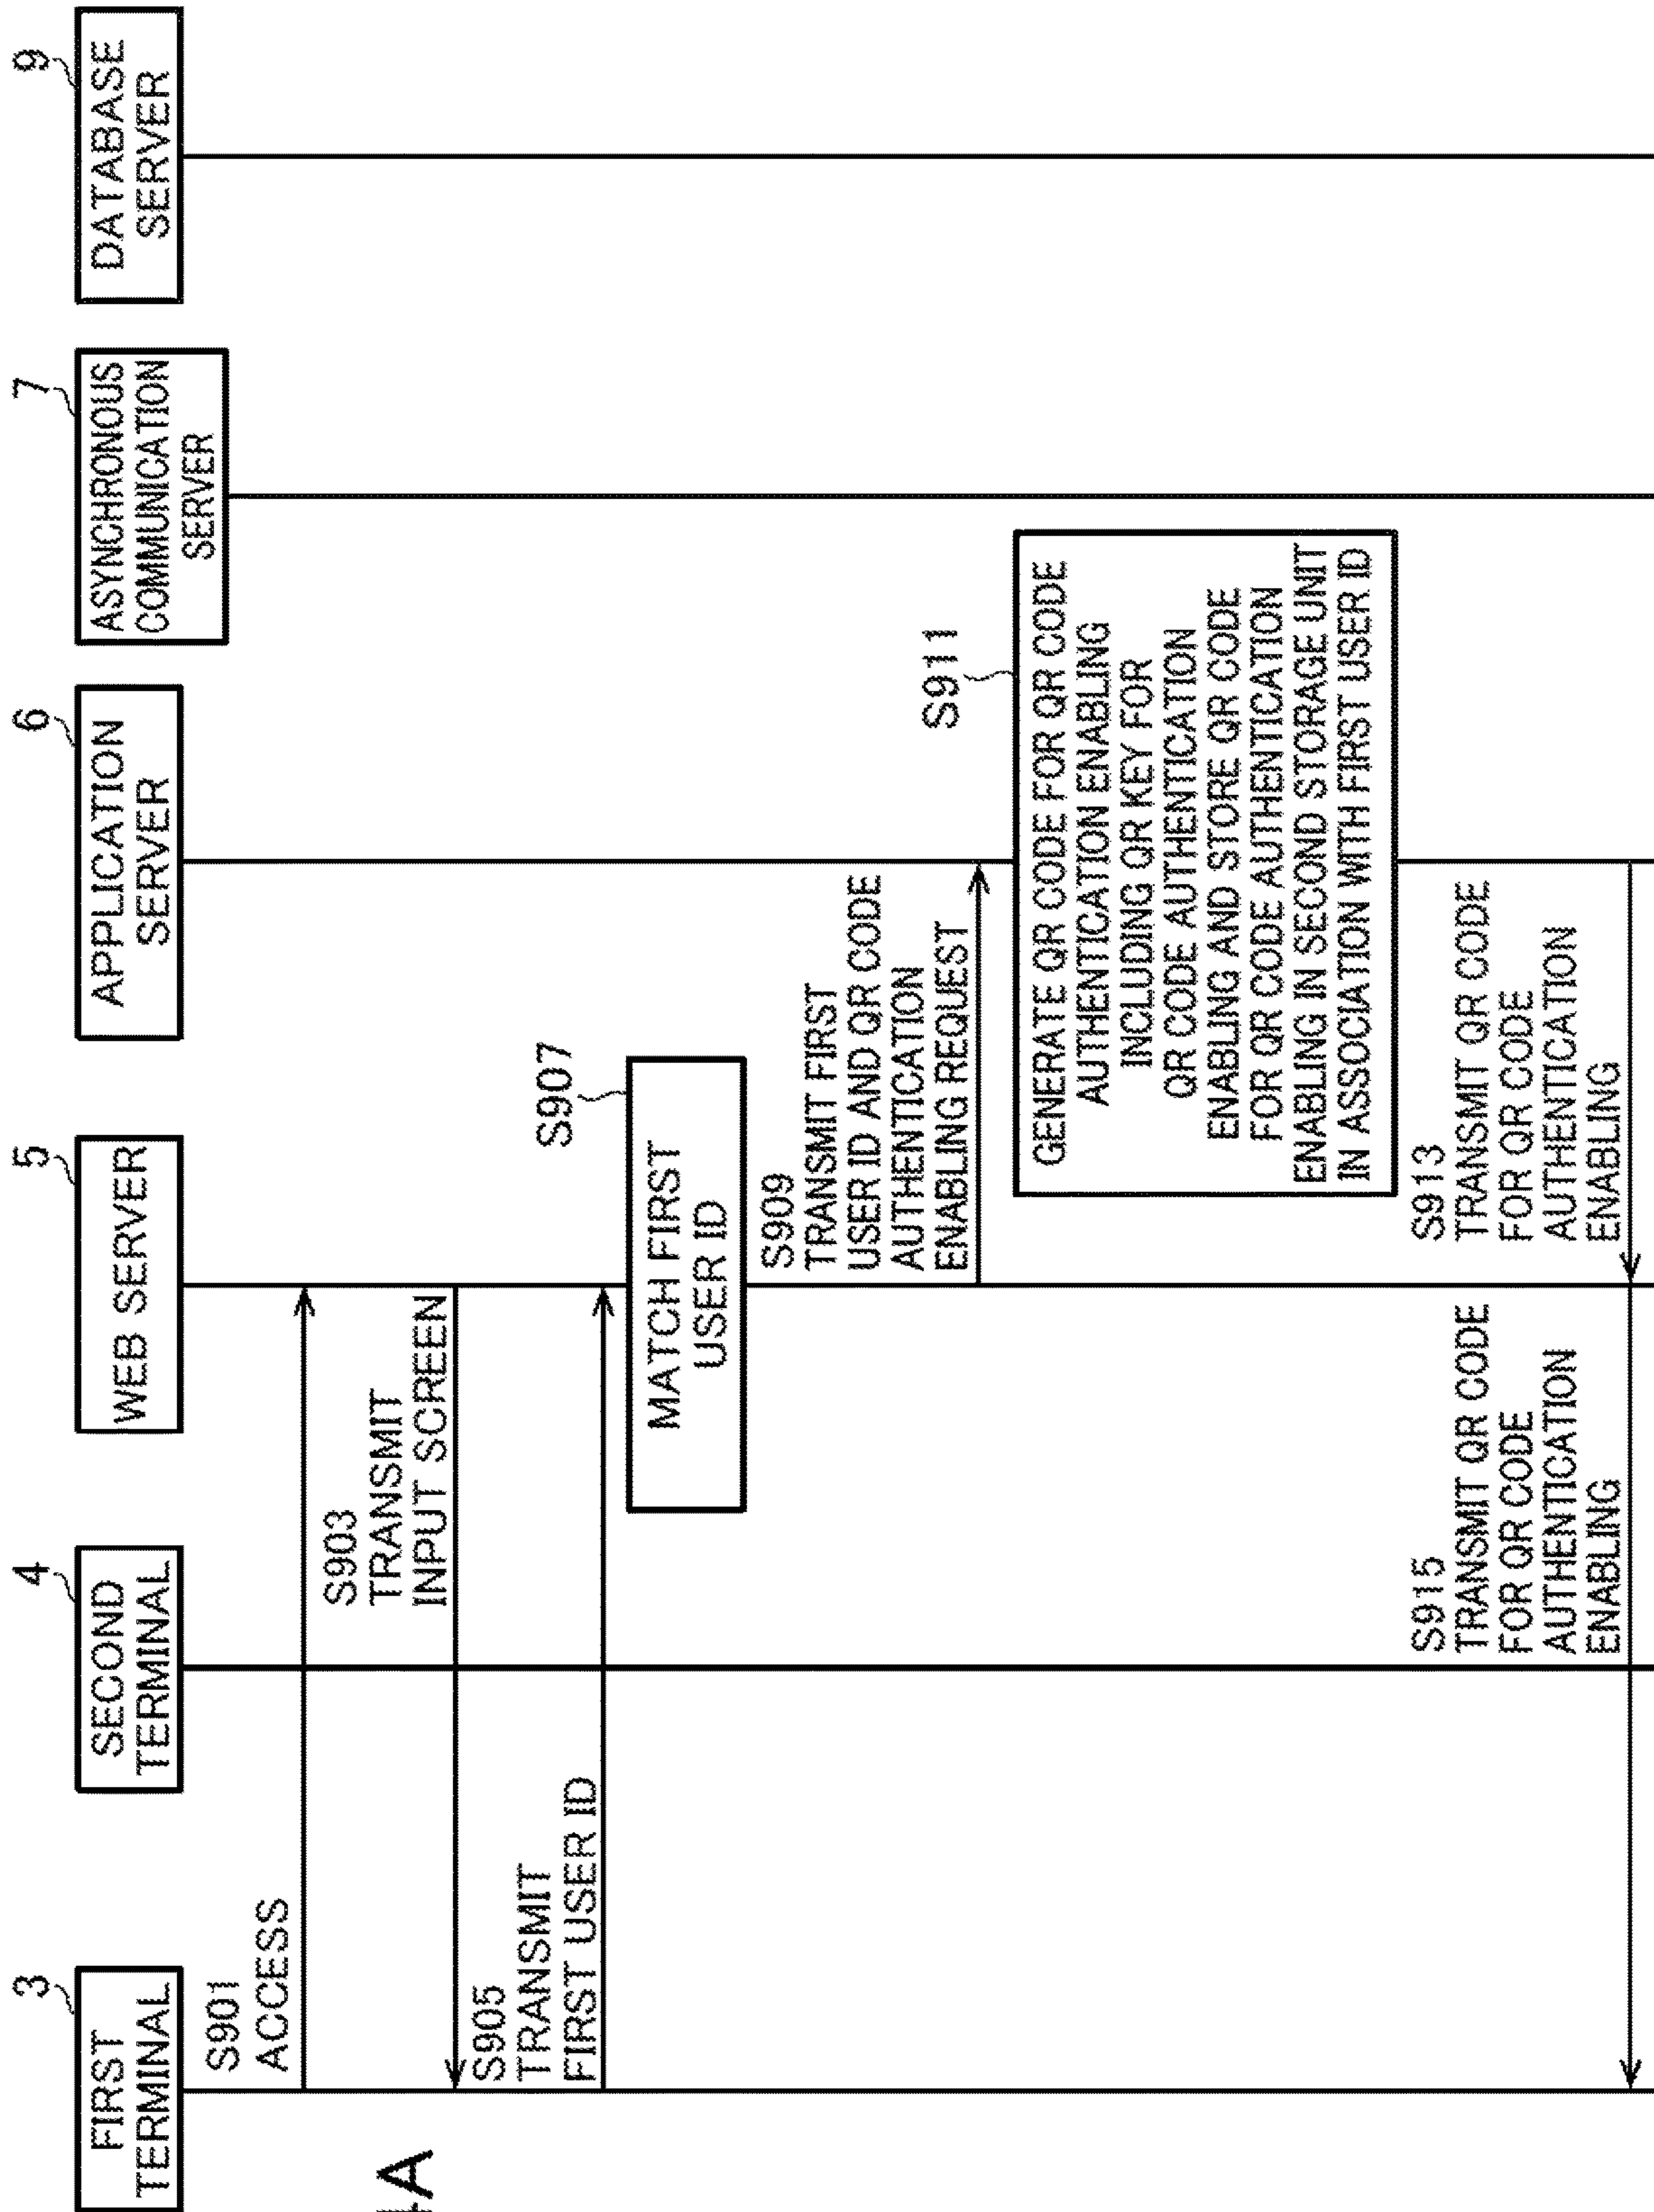 3
FIRST
TERMINAL
4
SECOND
TERMINAL
5
WEB SERVER
6
APPLICATION
SERVER
7
ASYNCHRONOUS
COMMUNICATION
SERVER
9
DATABASE
SERVER
S901
ACCESS
S903
TRANSMIT
INPUT SCREEN
S905
TRANSMIT
FIRST USER ID
S907
MATCH FIRST
USER ID
S909
TRANSMIT FIRST
USER ID AND QR CODE
AUTHENTICATION
ENABLING REQUEST
S911
GENERATE QR CODE FOR QR CODE
AUTHENTICATION ENABLING
INCLUDING QR KEY FOR
QR CODE AUTHENTICATION
ENABLING AND STORE QR CODE
FOR QR CODE AUTHENTICATION
ENABLING IN SECOND STORAGE UNIT
IN ASSOCIATION WITH FIRST USER ID
S913
TRANSMIT QR CODE
FOR QR CODE
AUTHENTICATION
ENABLING
S915
TRANSMIT QR CODE
FOR QR CODE
AUTHENTICATION
ENABLING